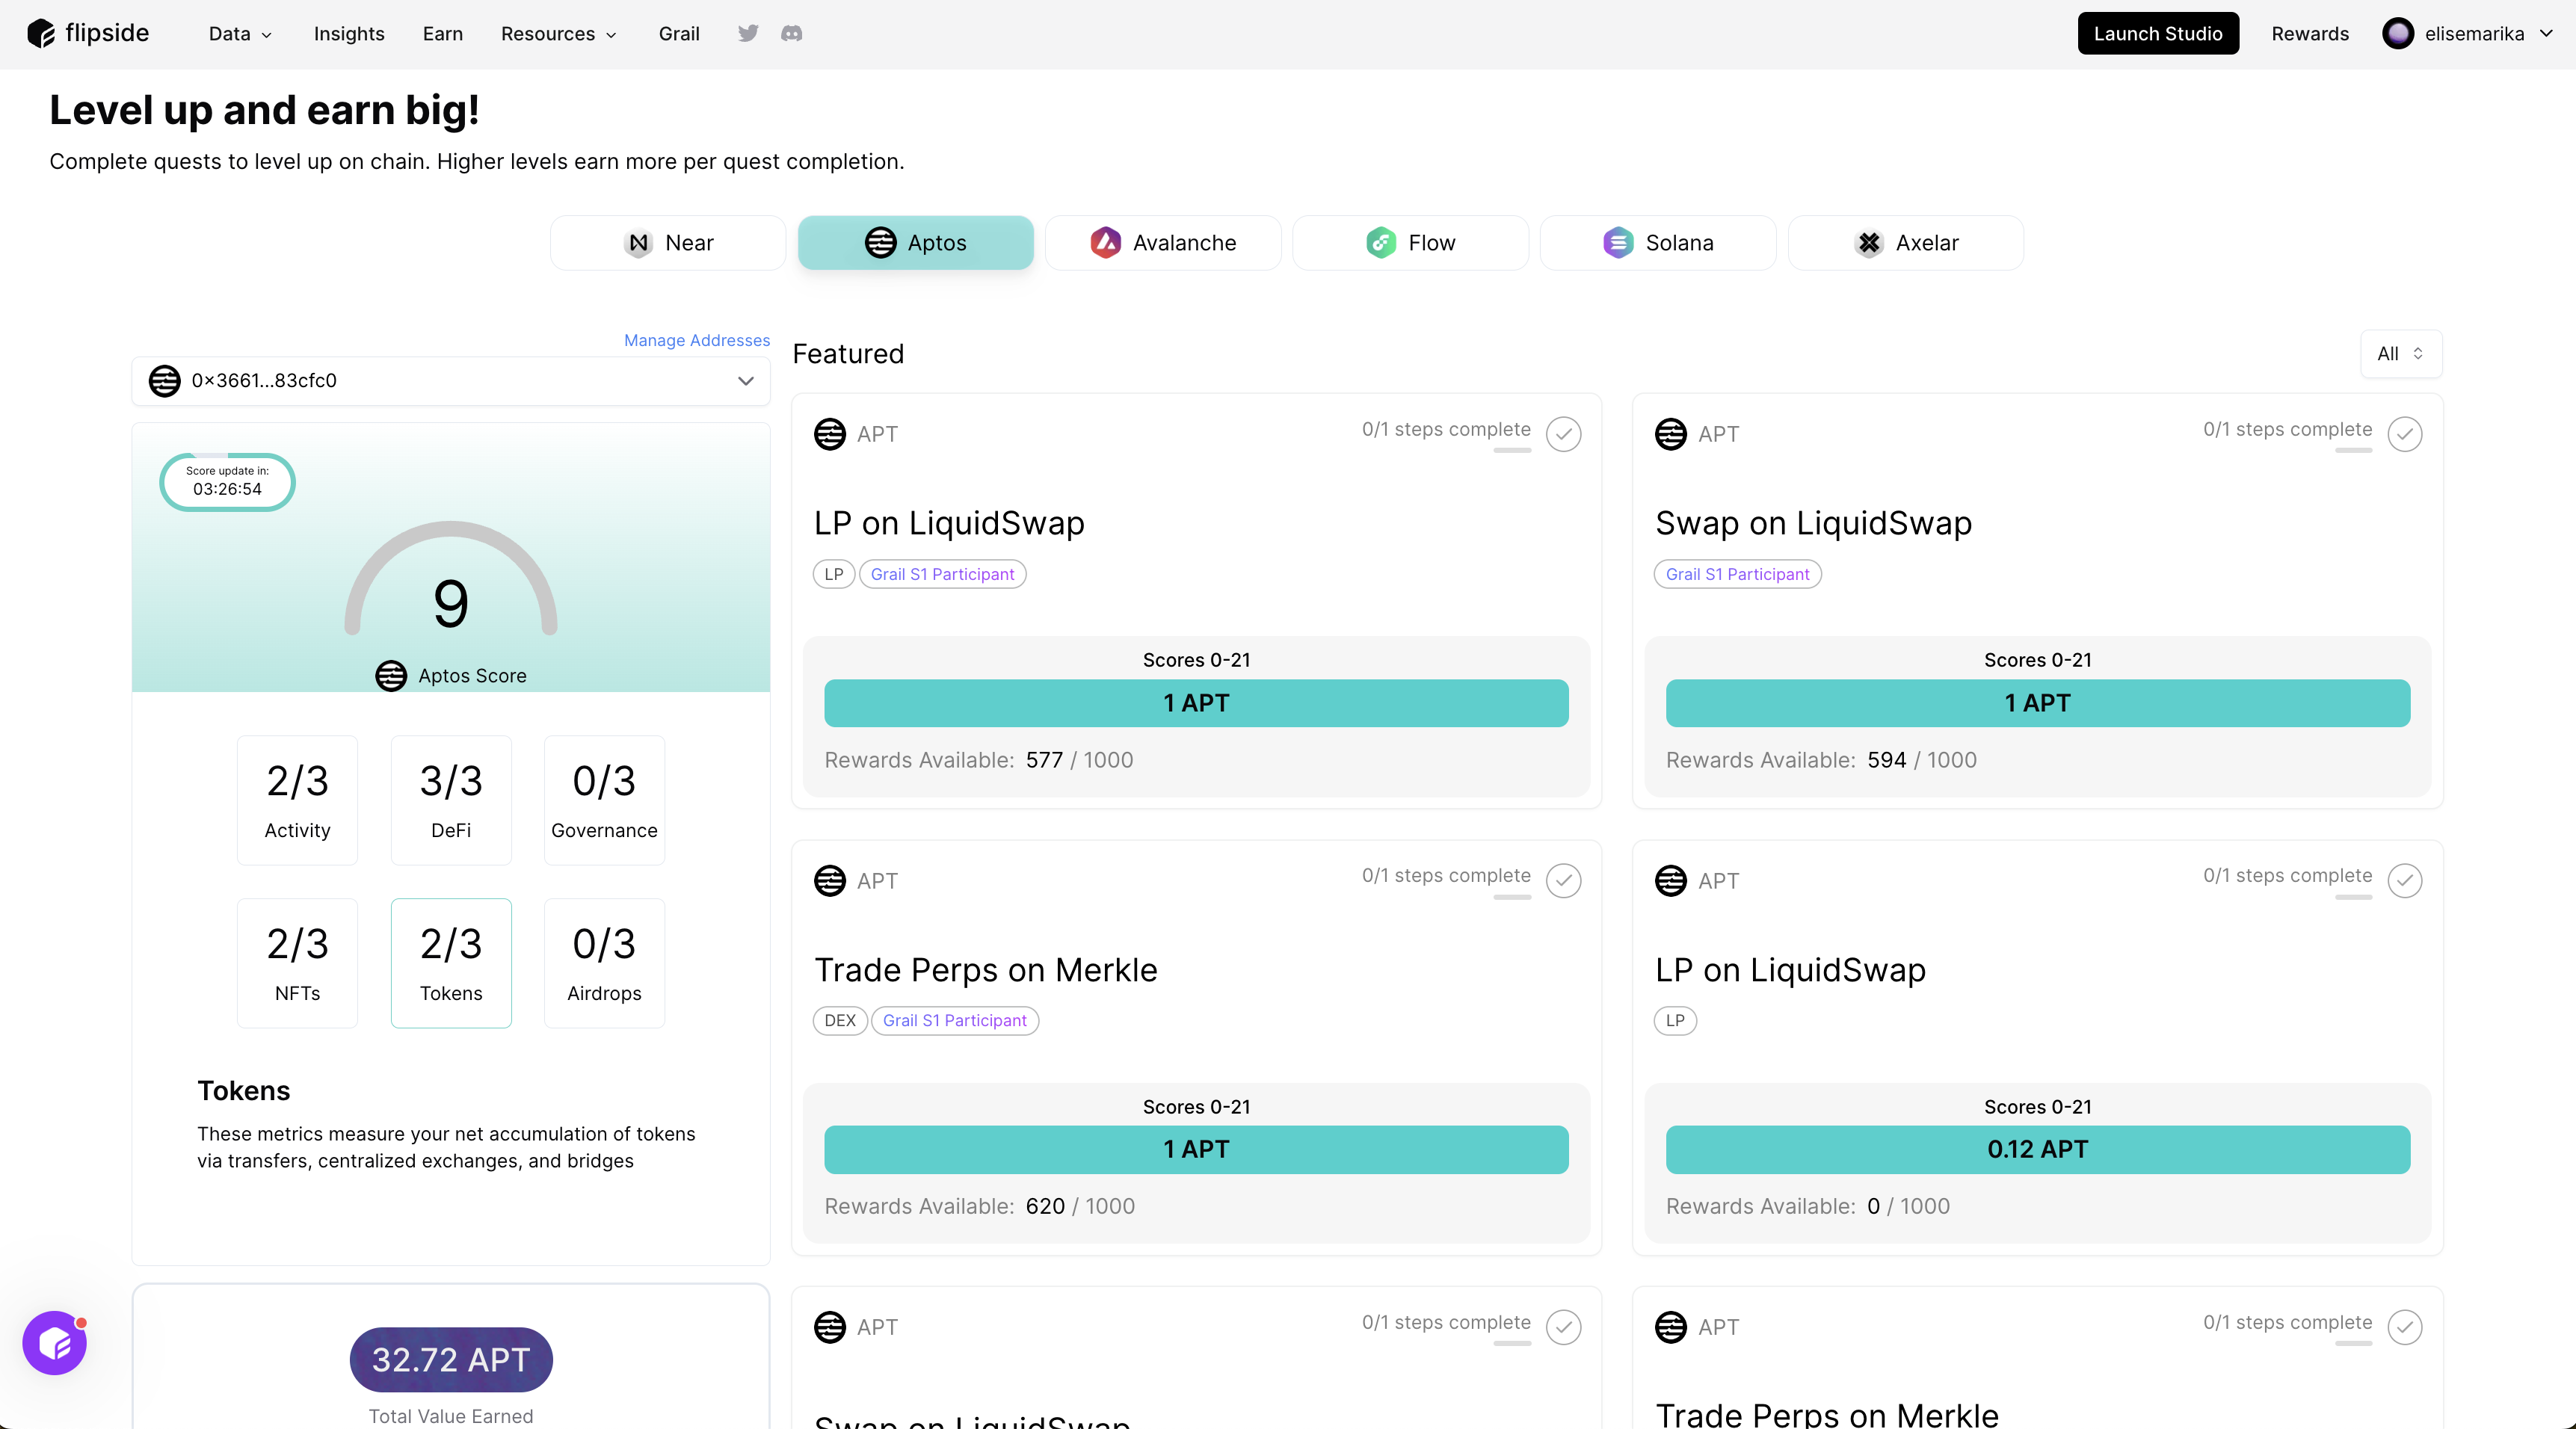 flipside
Data
Insights
Earn
Resources
Grail
Launch Studio
Rewards
elisemarika
Level up and earn big!
Complete quests to level up on chain. Higher levels earn more per quest completion.
Near
Aptos
Avalanche
Flow
Solana
Axelar
Manage Addresses
0x3661...83cfc0
Score update in:
03:26:54
9
Aptos Score
2/3
Activity
3/3
DeFi
0/3
Governance
2/3
NFTs
2/3
Tokens
0/3
Airdrops
Tokens
These metrics measure your net accumulation of tokens
via transfers, centralized exchanges, and bridges
32.72 APT
Total Value Earned
Featured
All
APT
0/1 steps complete
LP on LiquidSwap
LP
Grail S1 Participant
Scores 0-21
1 APT
Rewards Available: 577 / 1000
APT
0/1 steps complete
Swap on LiquidSwap
Grail S1 Participant
Scores 0-21
1 APT
Rewards Available: 594 / 1000
APT
0/1 steps complete
Trade Perps on Merkle
DEX
Grail S1 Participant
Scores 0-21
1 APT
Rewards Available: 620 / 1000
APT
0/1 steps complete
LP on LiquidSwap
LP
Scores 0-21
0.12 APT
Rewards Available: 0 / 1000
APT
0/1 steps complete
Swap on LiquidSwap
APT
0/1 steps complete
Trade Perps on Merkle